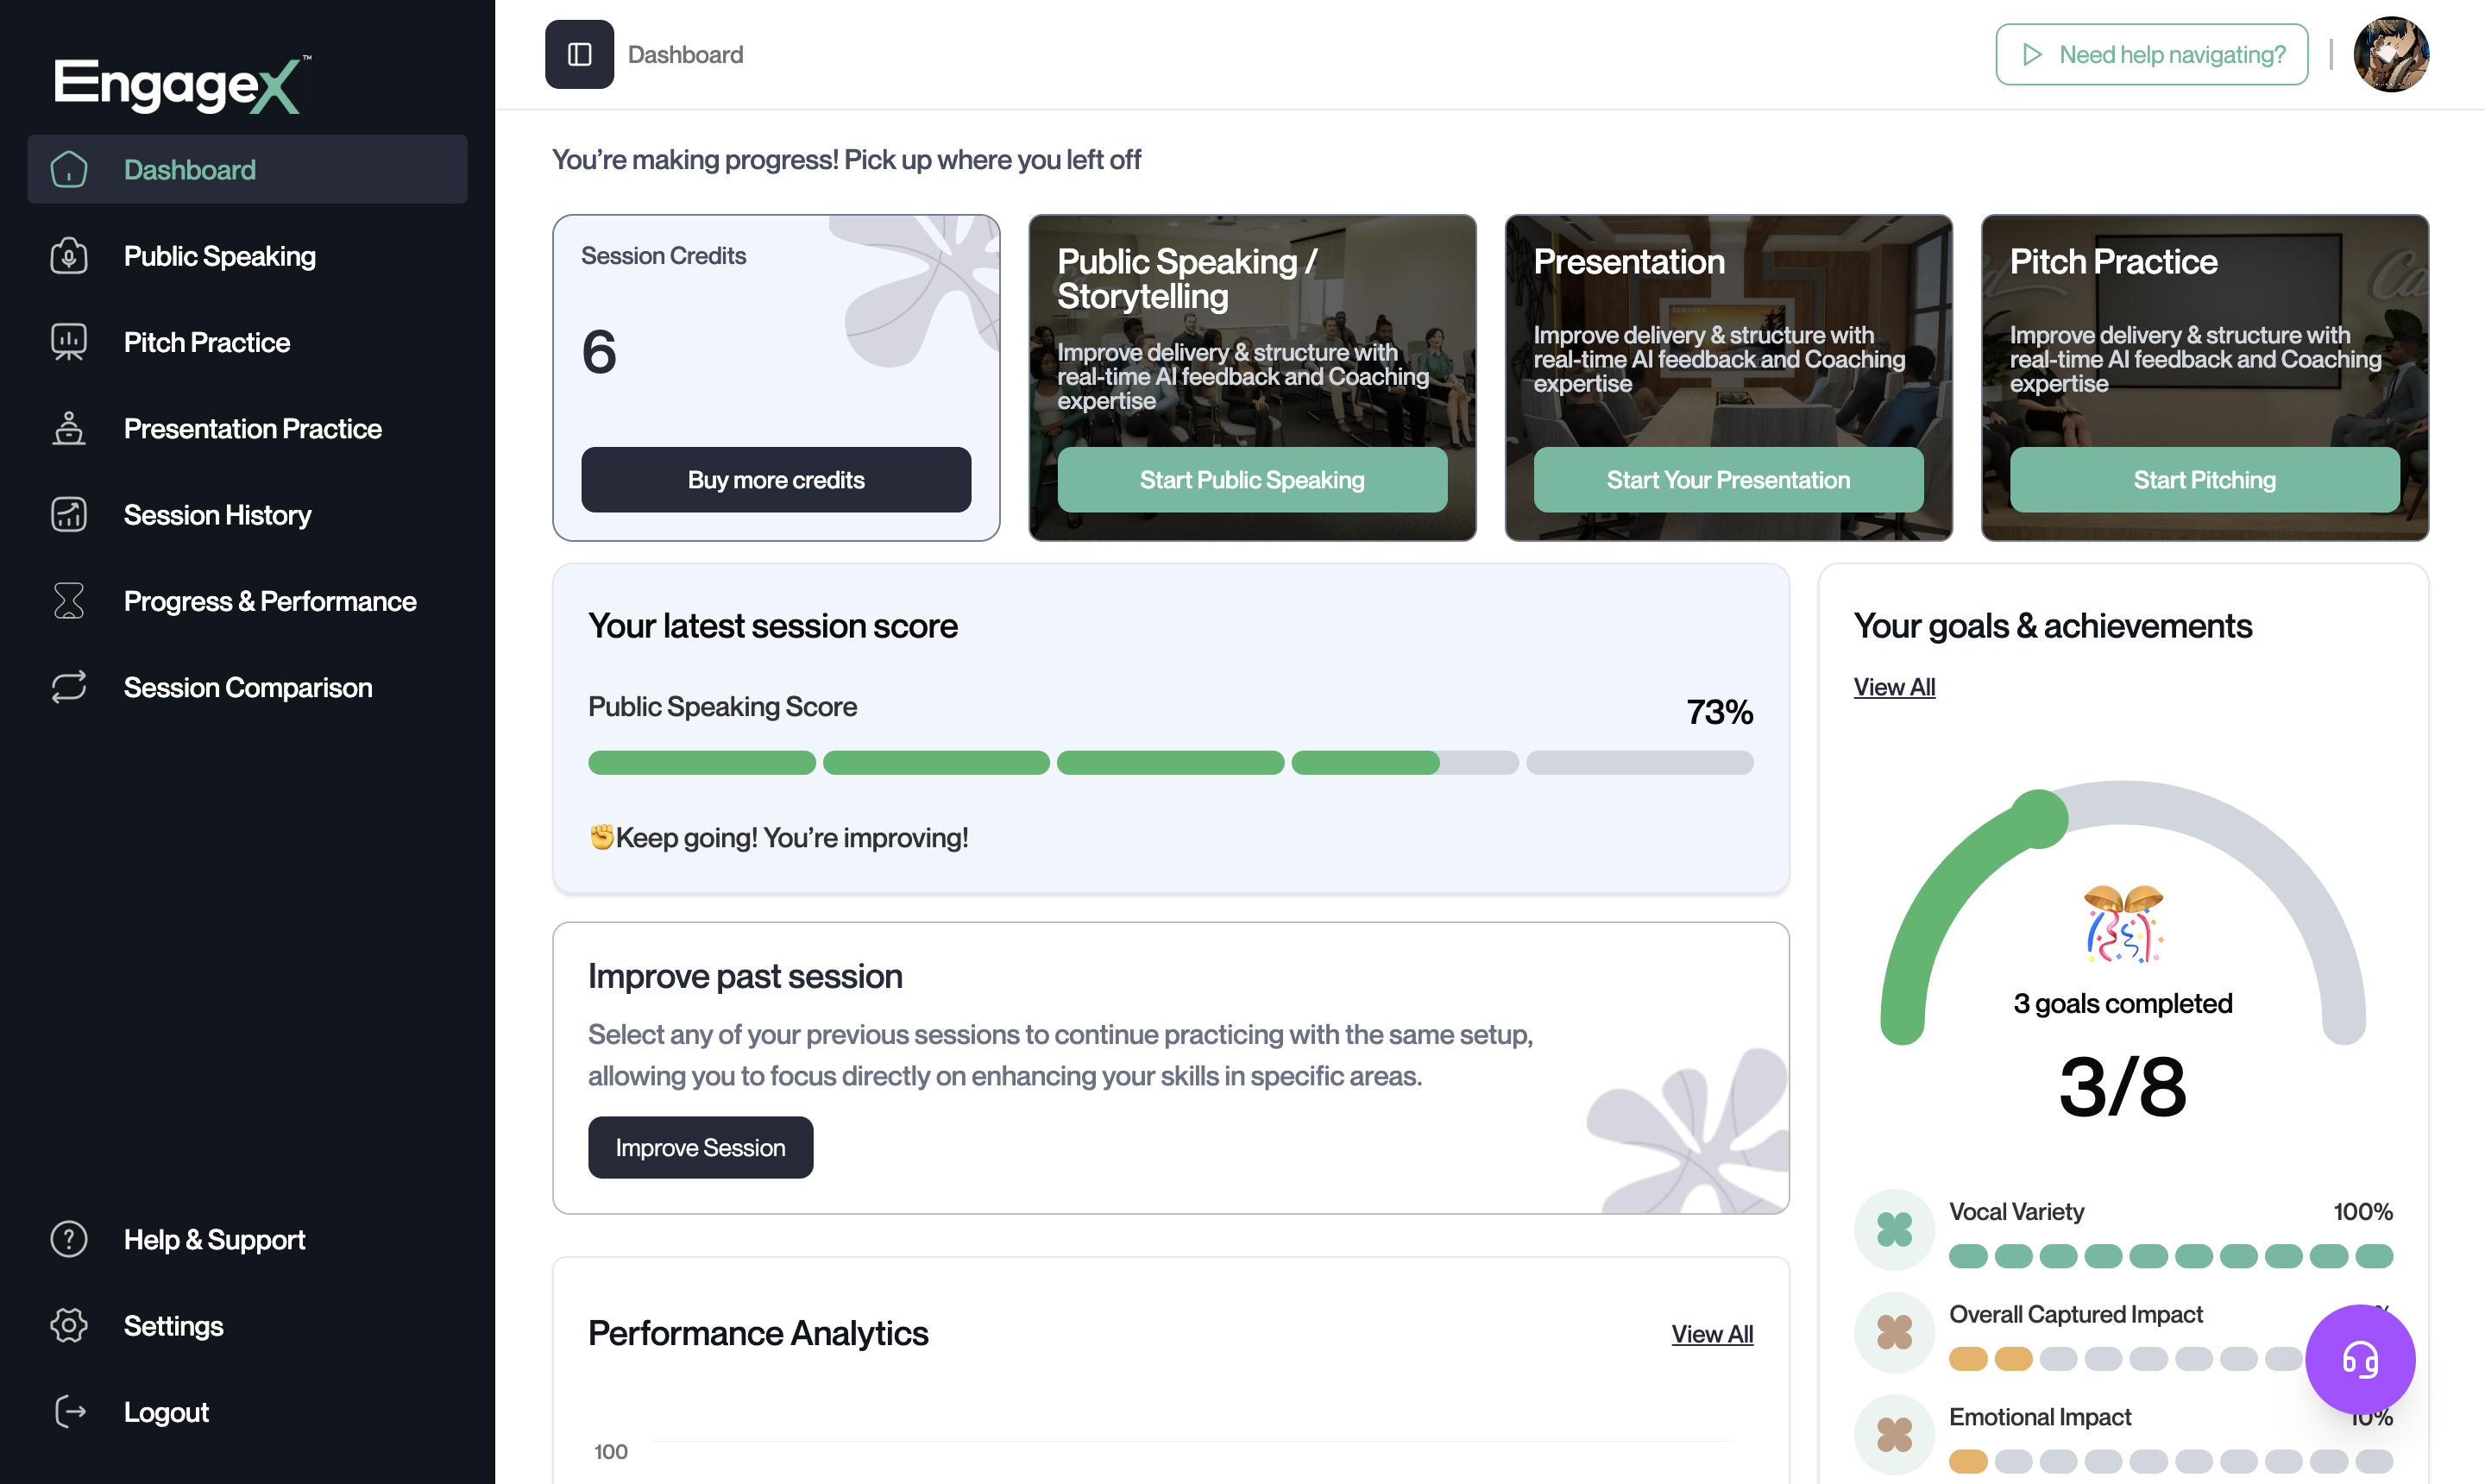 EngageX™
Dashboard
Public Speaking
Pitch Practice
Presentation Practice
Session History
Progress & Performance
Session Comparison
Help & Support
Settings
Logout
Dashboard
Need help navigating?
You’re making progress! Pick up where you left off
Session Credits
6
Buy more credits
Public Speaking /
Storytelling
Improve delivery & structure with
real-time AI feedback and Coaching
expertise
Start Public Speaking
Presentation
Improve delivery & structure with
real-time AI feedback and Coaching
expertise
Start Your Presentation
Pitch Practice
Improve delivery & structure with
real-time AI feedback and Coaching
expertise
Start Pitching
Your latest session score
Public Speaking Score
73%
✊Keep going! You’re improving!
Improve past session
Select any of your previous sessions to continue practicing with the same setup,
allowing you to focus directly on enhancing your skills in specific areas.
Improve Session
Performance Analytics
View All
100
Your goals & achievements
View All
3 goals completed
3/8
Vocal Variety
100%
Overall Captured Impact
Emotional Impact
10%